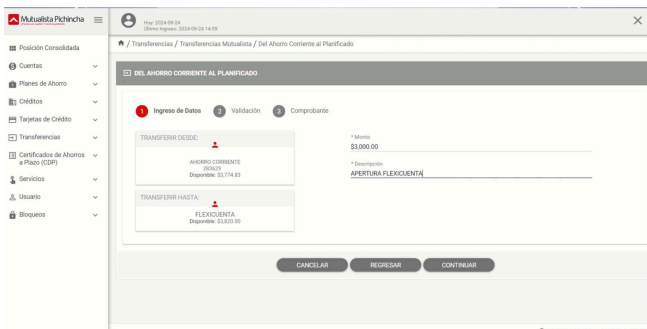 Mutualista Pichincha
Hoy: 2024-09-24
Último Ingreso: 2024-09-24 14:39
/ Transferencias / Transferencias Mutualista / Del Ahorro Corriente al Planificado
Posición Consolidada
Cuentas
Planes de Ahorro
Créditos
Tarjetas de Crédito
Transferencias
Certificados de Ahorros
a Plazo (CDP)
Servicios
Usuario
Bloqueos
DEL AHORRO CORRIENTE AL PLANIFICADO
1 Ingreso de Datos 2 Validación 3 Comprobante
TRANSFERIR DESDE:
AHORRO CORRIENTE
283629
Disponible: $3,774.83
TRANSFERIR HASTA:
FLEXICUENTA
Disponible: $3,820.00
* Monto
$3,000.00
* Descripción
APERTURA FLEXICUENTA
CANCELAR REGRESAR CONTINUAR